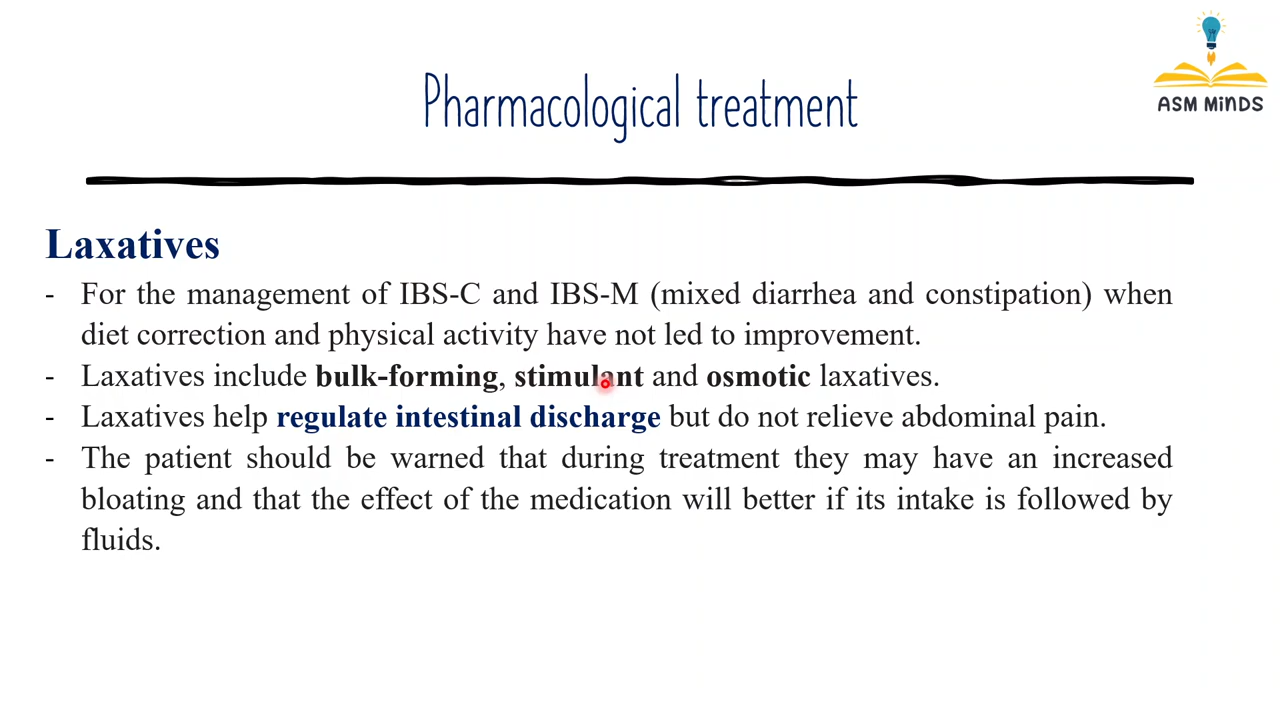 ASM MiNDS
Pharmacological treatment
Laxatives
- For the management of IBS-C and IBS-M (mixed diarrhea and constipation) when
diet correction and physical activity have not led to improvement.
- Laxatives include bulk-forming, stimulant and osmotic laxatives.
- Laxatives help regulate intestinal discharge but do not relieve abdominal pain.
- The patient should be warned that during treatment they may have an increased
bloating and that the effect of the medication will better if its intake is followed by
fluids.